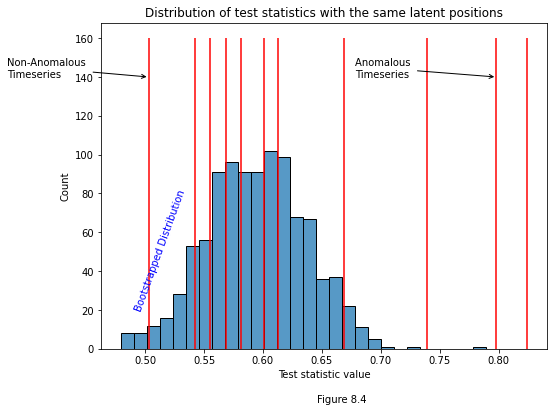 Distribution of test statistics with the same latent positions
160
140
120
100
80
60
40
20
0
Count
Non-Anomalous
Timeseries
Anomalous
Timeseries
Bootstrapped Distribution
0.50 0.55 0.60 0.65 0.70 0.75 0.80
Test statistic value
Figure 8.4